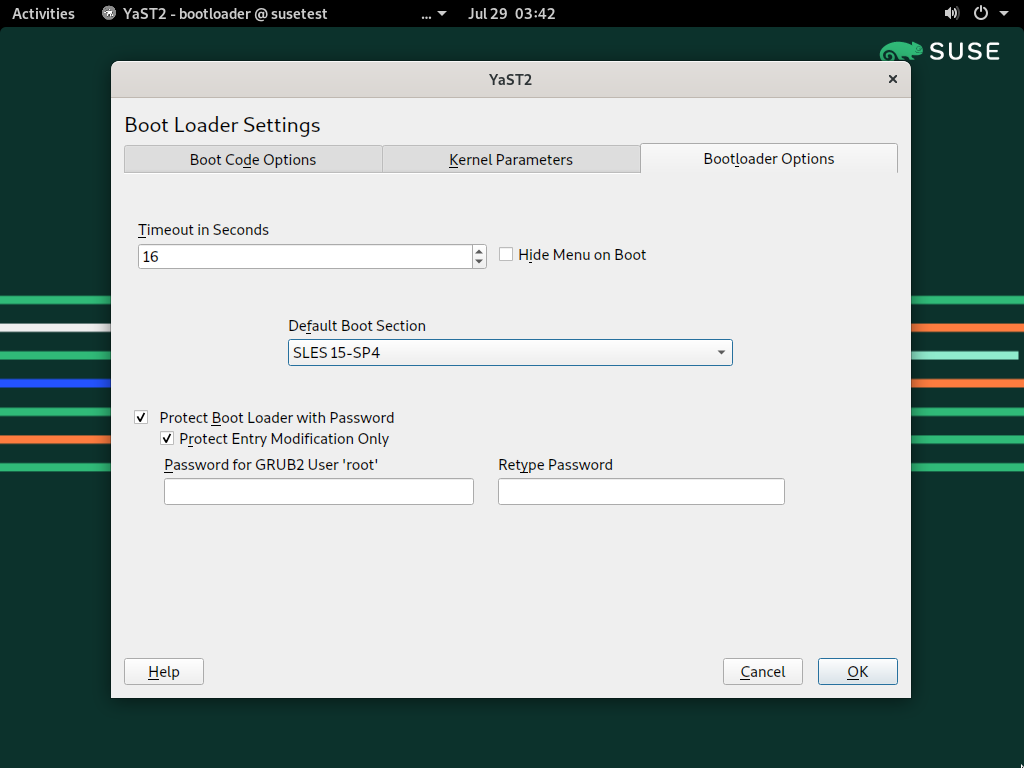 Activities YaST2 - bootloader @ susetest ... Jul 29 03:42
SUSE
YaST2
Boot Loader Settings
Boot Code Options Kernel Parameters Bootloader Options
Timeout in Seconds
16 Hide Menu on Boot
Default Boot Section
SLES 15-SP4
Protect Boot Loader with Password
Protect Entry Modification Only
Password for GRUB2 User 'root' Retype Password
Help Cancel OK